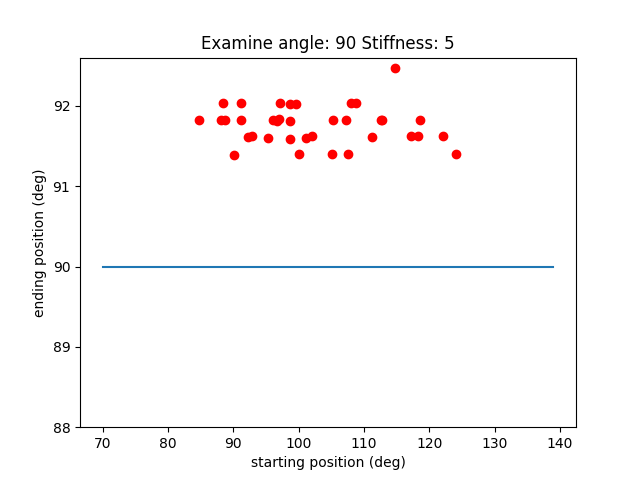 Examine angle: 90 Stiffness: 5
ending position (deg)
92
91
90
89
88
70 80 90 100 110 120 130 140
starting position (deg)